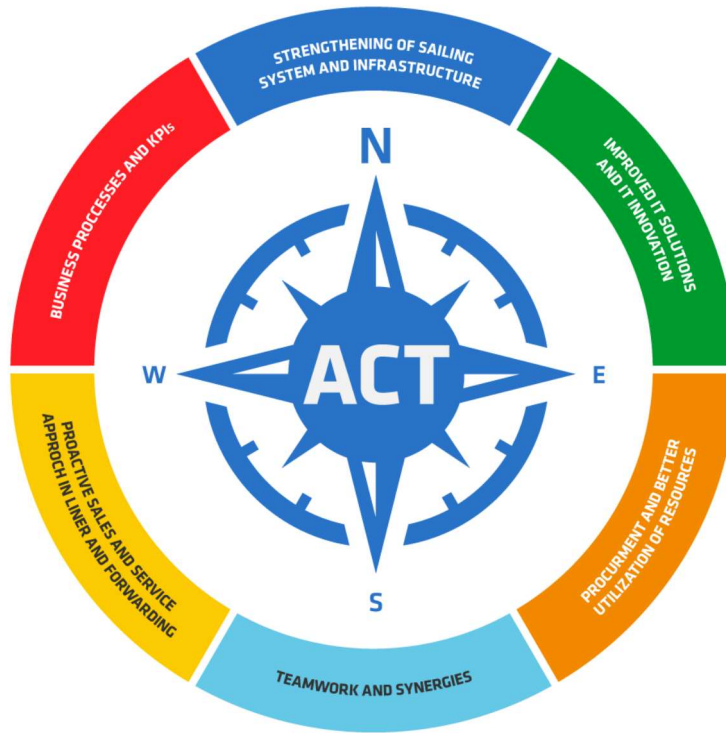 STRENGTHENING OF SAILING
SYSTEM AND INFRASTRUCTURE
IMPROVED IT SOLUTIONS
AND IT INNOVATION
PROCURMENT AND BETTER
UTILIZATION OF RESOURCES
TEAMWORK AND SYNERGIES
PROACTIVE SALES AND SERVICE
APPROCH IN LINER AND FORWARDING
BUSINESS PROCCESSES AND KPIs
N
W
ACT
E
S